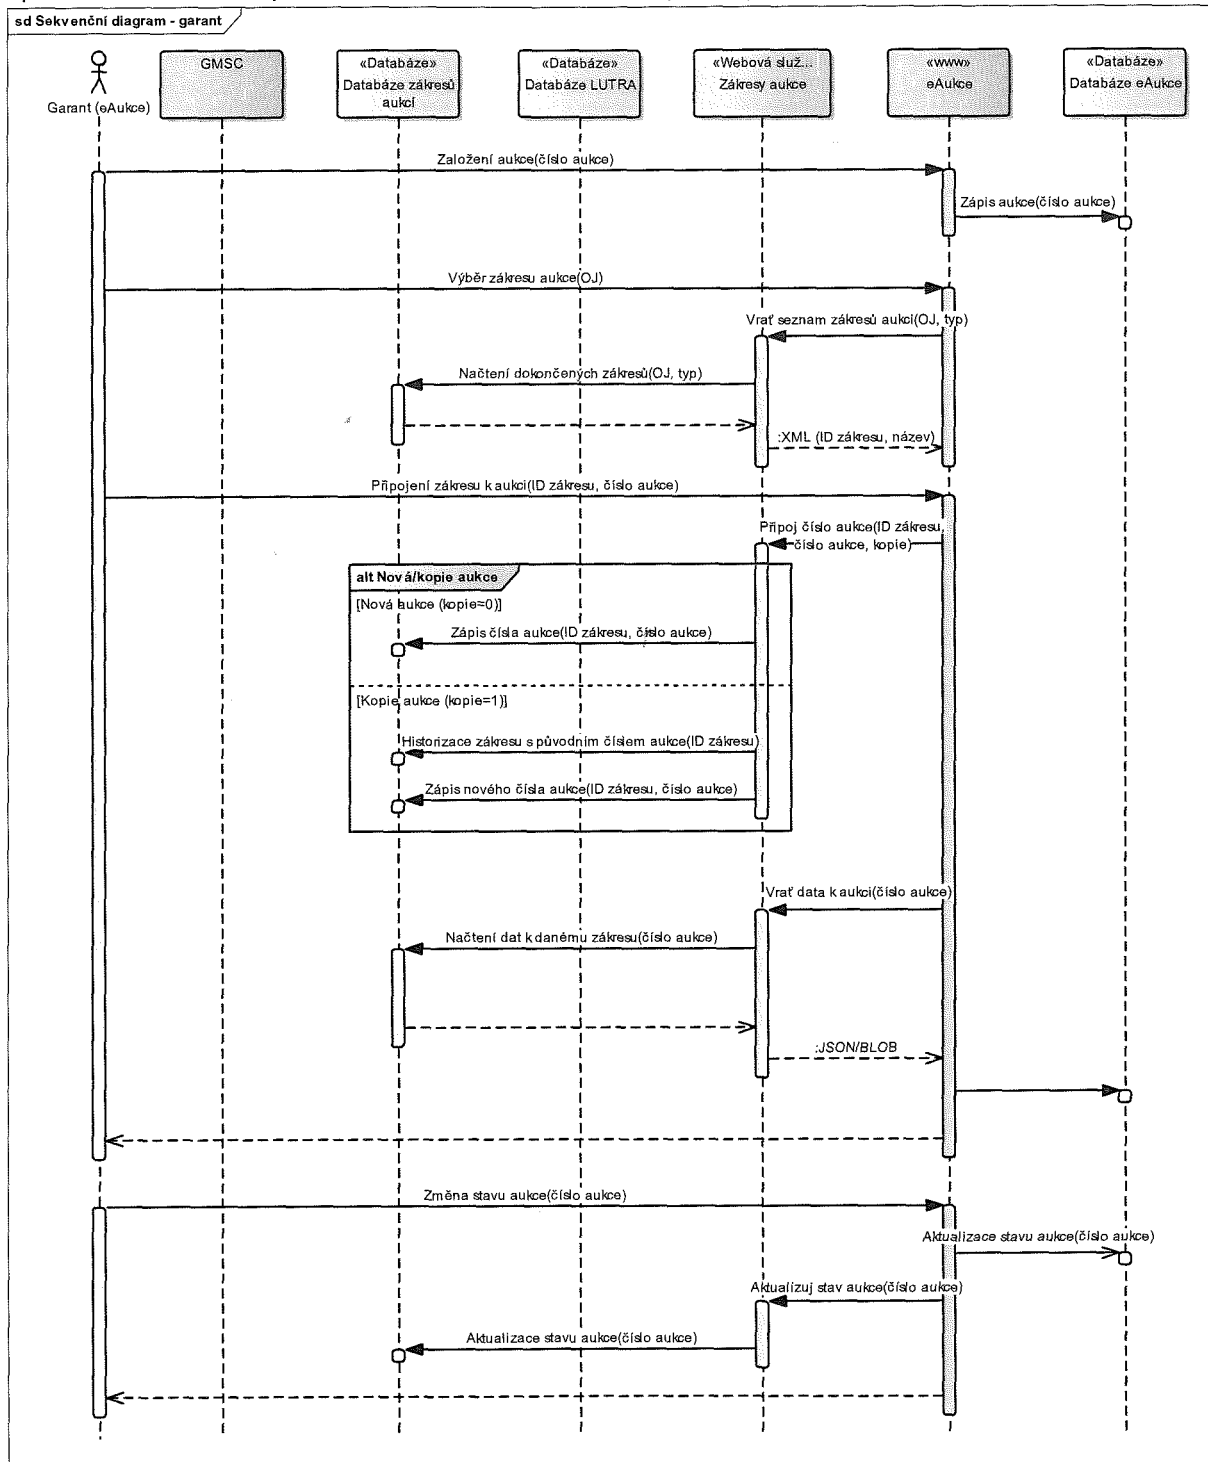 sd Sekvenční diagram - garant
Garant (eAukce)
GMSC
«Databáze»
Databáze zákresů
aukcí
«Databáze»
Databáze LUTRA
«Webová služ...
Zákresy aukce
«www»
eAukce
«Databáze»
Databáze eAukce
Založení aukce(číslo aukce)
Zápis aukce(číslo aukce)
Výběr zákresu aukce(OJ)
Vrať seznam zákresů aukcí(OJ, typ)
Načtení dokončených zákresů(OJ, typ)
:XML (ID zákresu, název)
Připojení zákresu k aukci(ID zákresu, číslo aukce)
Připoj číslo aukce(ID zákresu,
číslo aukce, kopie)
alt Nová/kopie aukce
[Nová aukce (kopie=0)]
Zápis čísla aukce(ID zákresu, číslo aukce)
[Kopie aukce (kopie=1)]
Historizace zákresu s původním číslem aukce(ID zákresu)
Zápis nového čísla aukce(ID zákresu, číslo aukce)
Vrať data k aukci(číslo aukce)
Načtení dat k danému zákresu(číslo aukce)
:JSON/BLOB
Změna stavu aukce(číslo aukce)
Aktualizace stavu aukce(číslo aukce)
Aktualizuj stav aukce(číslo aukce)
Aktualizace stavu aukce(číslo aukce)